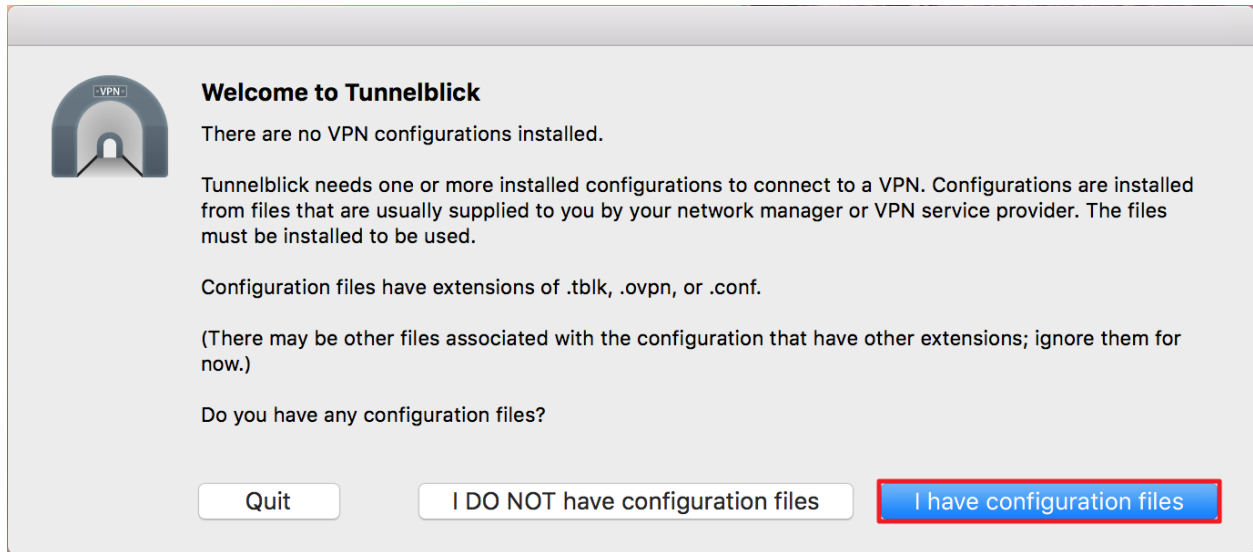 -VPN-
Welcome to Tunnelblick
There are no VPN configurations installed.
Tunnelblick needs one or more installed configurations to connect to a VPN. Configurations are installed
from files that are usually supplied to you by your network manager or VPN service provider. The files
must be installed to be used.
Configuration files have extensions of .tblk, .ovpn, or .conf.
(There may be other files associated with the configuration that have other extensions; ignore them for
now.)
Do you have any configuration files?
Quit
I DO NOT have configuration files
I have configuration files